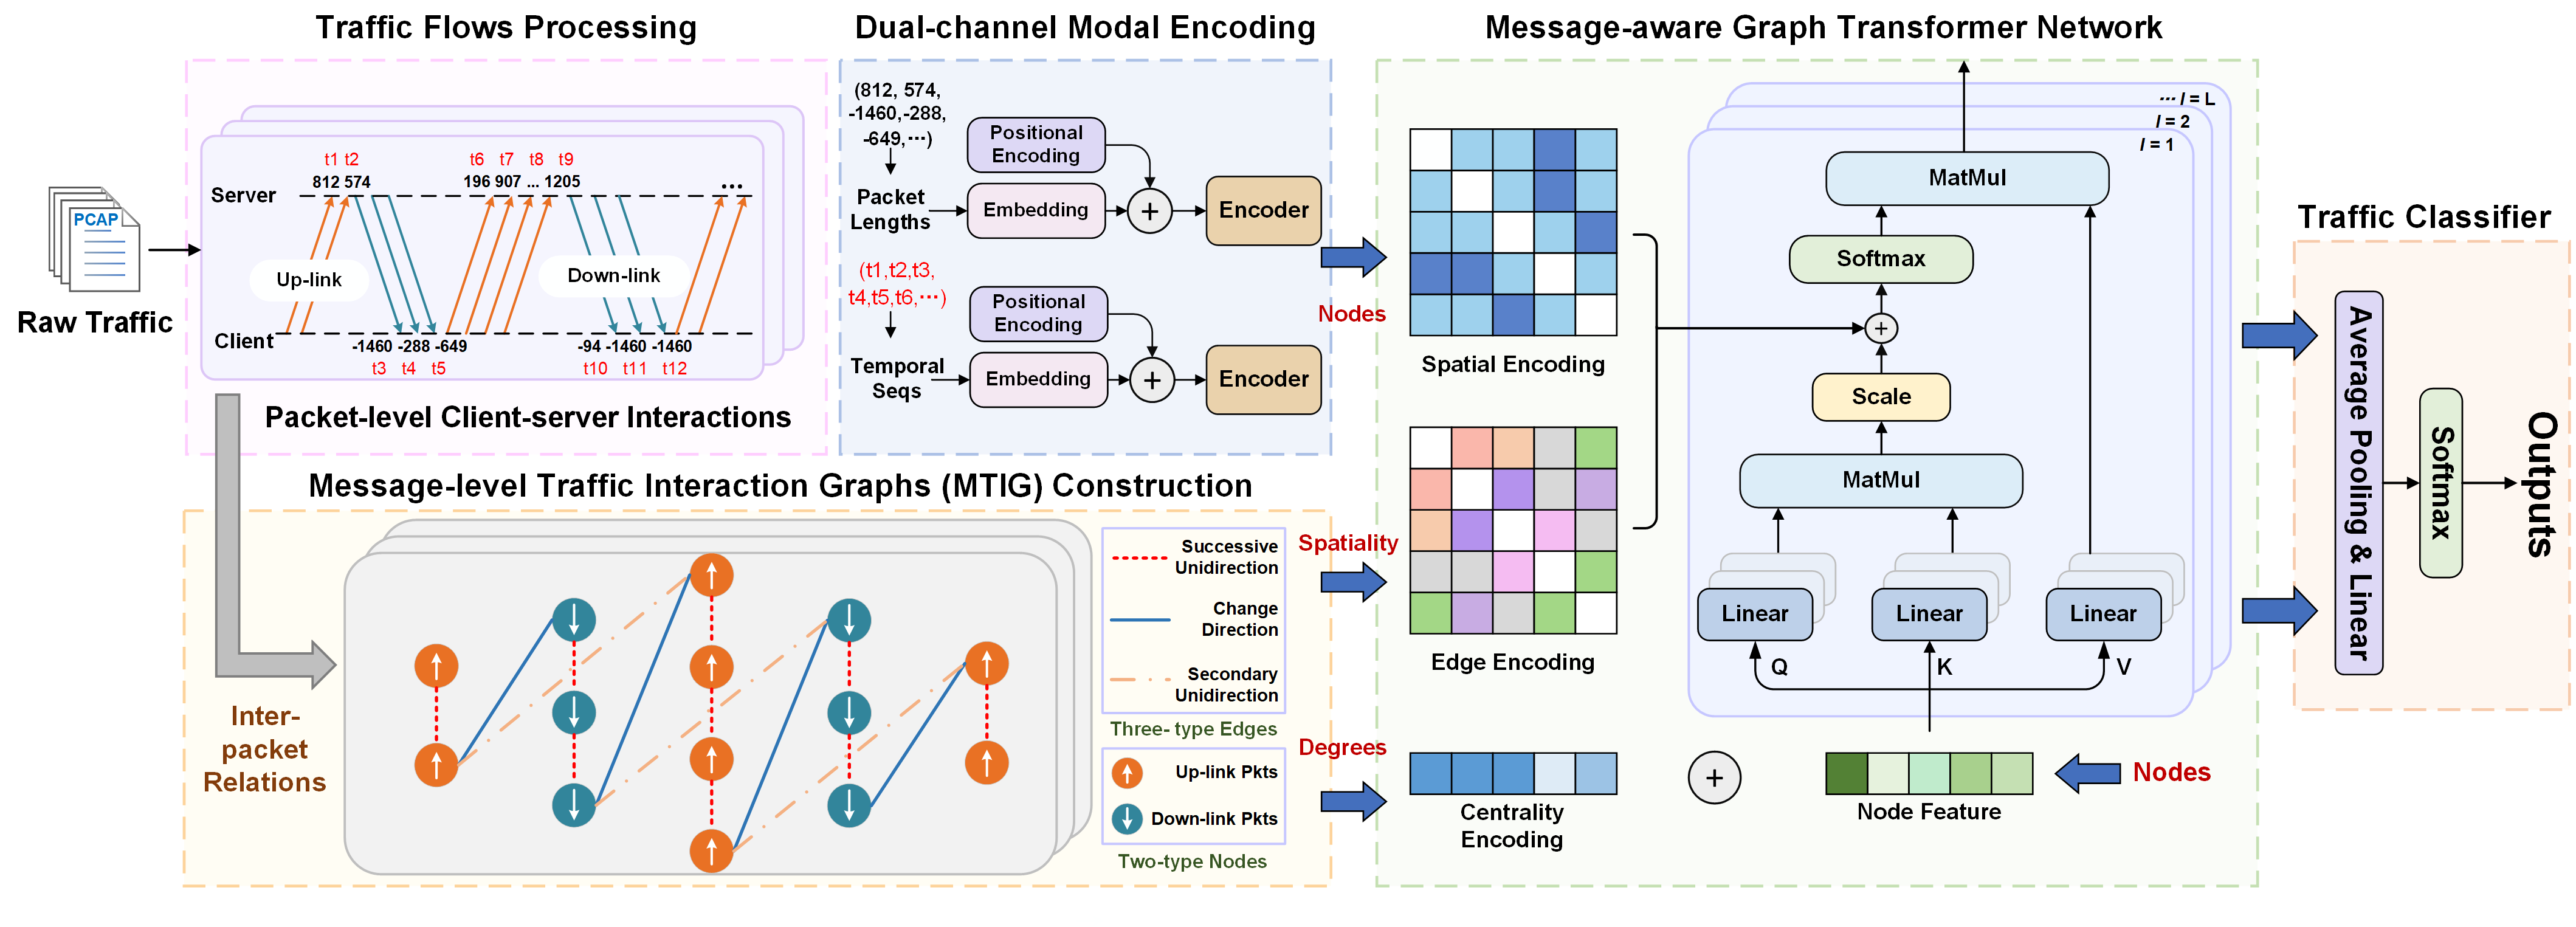 Traffic Flows Processing
Dual-channel Modal Encoding
Message-aware Graph Transformer Network
PCAP
Raw Traffic
t1 t2
t6 t7 t8 t9
812 574
196 907 ... 1205
...
Server
Up-link
Down-link
Client
-1460 -288 -649
-94 -1460 -1460
t3 t4 t5
t10 t11 t12
Packet-level Client-server Interactions
(812, 574,
-1460,-288,
-649,···)
Packet
Lengths
Positional
Encoding
Embedding
+
Encoder
(t1,t2,t3,
t4,t5,t6,···)
Temporal
Seqs
Positional
Encoding
Embedding
+
Encoder
Message-level Traffic Interaction Graphs (MTIG) Construction
Inter-
packet
Relations
Successive
Unidirection
Change
Direction
Secondary
Unidirection
Three- type Edges
Up-link Pkts
Down-link Pkts
Two-type Nodes
Nodes
Spatiality
Degrees
Spatial Encoding
Edge Encoding
Centrality
Encoding
+
Node Feature
Nodes
··· l = L
l = 2
l = 1
MatMul
Softmax
+
Scale
MatMul
Linear
Linear
Linear
Q
K
V
Traffic Classifier
Average Pooling & Linear
Softmax
Outputs